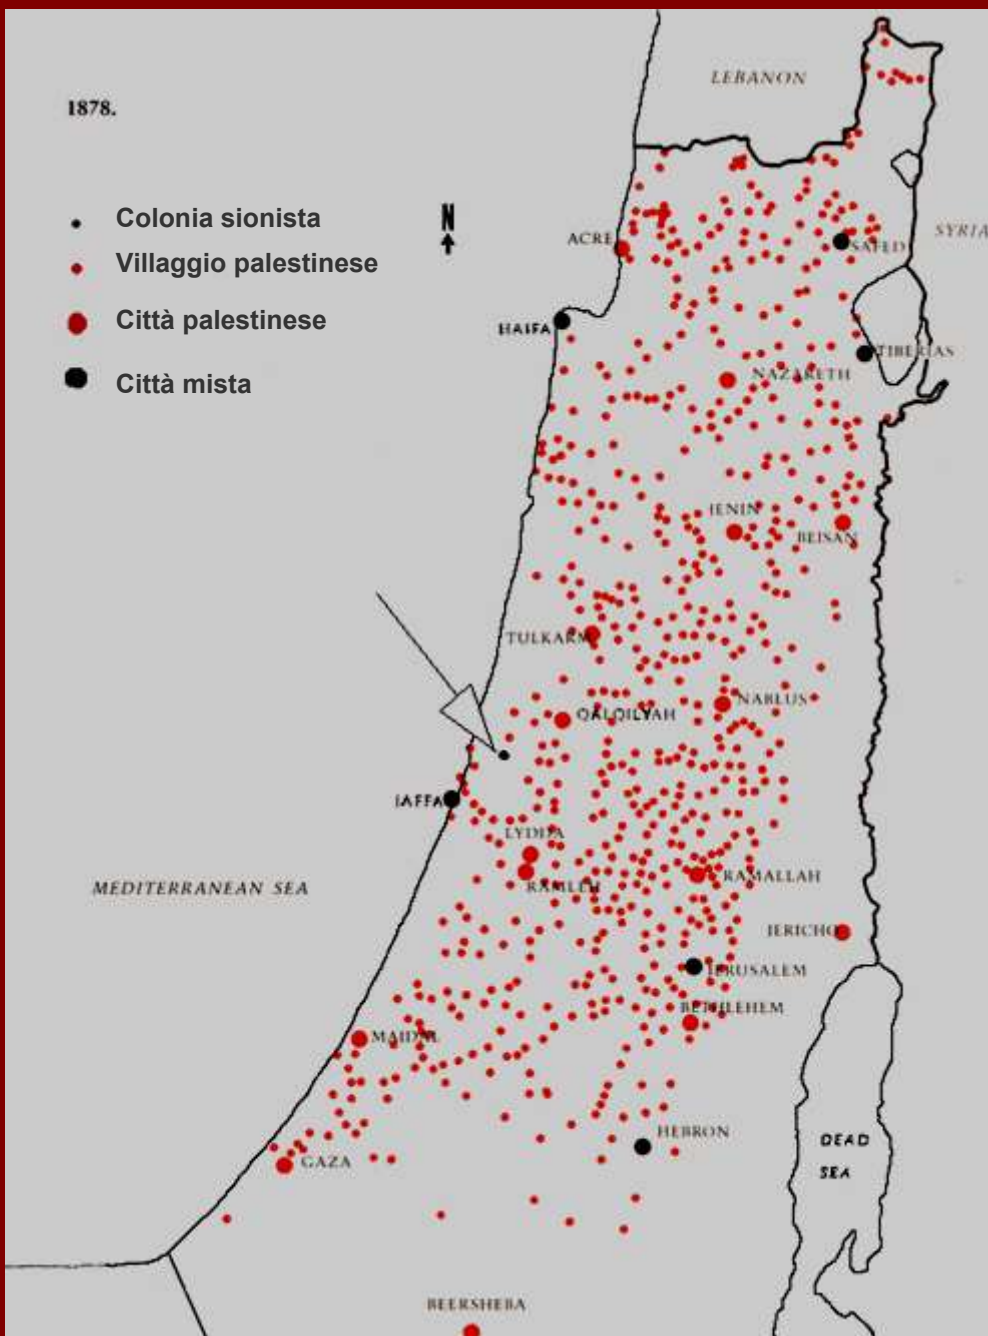 LEBANON
1878.
Colonia sionista
N
ACRE
SAFED
SYRIA
Villaggio palestinese
Città palestinese
HAIFA
TIBERIAS
NAZARETH
Città mista
JENIN
BEISAN
TULKARM
NABLUS
QALQILYAH
JAFFA
LYDDA
RAMLEH
RAMALLAH
MEDITERRANEAN SEA
JERICHO
JERUSALEM
BETHLEHEM
MAJDAL
HEBRON
DEAD
SEA
GAZA
BEERSHEBA